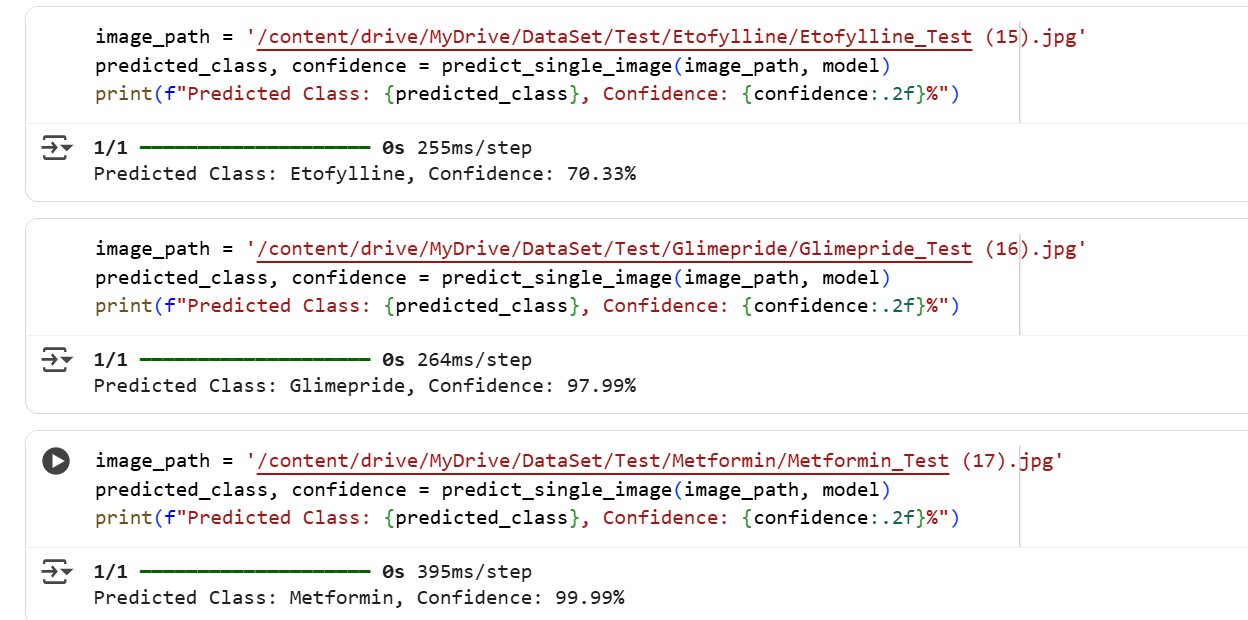 image_path = '/content/drive/MyDrive/DataSet/Test/Etofylline/Etofylline_Test (15).jpg'
predicted_class, confidence = predict_single_image(image_path, model)
print(f"Predicted Class: {predicted_class}, Confidence: {confidence:.2f}%")
1/1 ━━━━━━━━━━━━━━━━━━━━ 0s 255ms/step
Predicted Class: Etofylline, Confidence: 70.33%
image_path = '/content/drive/MyDrive/DataSet/Test/Glimepride/Glimepride_Test (16).jpg'
predicted_class, confidence = predict_single_image(image_path, model)
print(f"Predicted Class: {predicted_class}, Confidence: {confidence:.2f}%")
1/1 ━━━━━━━━━━━━━━━━━━━━ 0s 264ms/step
Predicted Class: Glimepride, Confidence: 97.99%
image_path = '/content/drive/MyDrive/DataSet/Test/Metformin/Metformin_Test (17).jpg'
predicted_class, confidence = predict_single_image(image_path, model)
print(f"Predicted Class: {predicted_class}, Confidence: {confidence:.2f}%")
1/1 ━━━━━━━━━━━━━━━━━━━━ 0s 395ms/step
Predicted Class: Metformin, Confidence: 99.99%